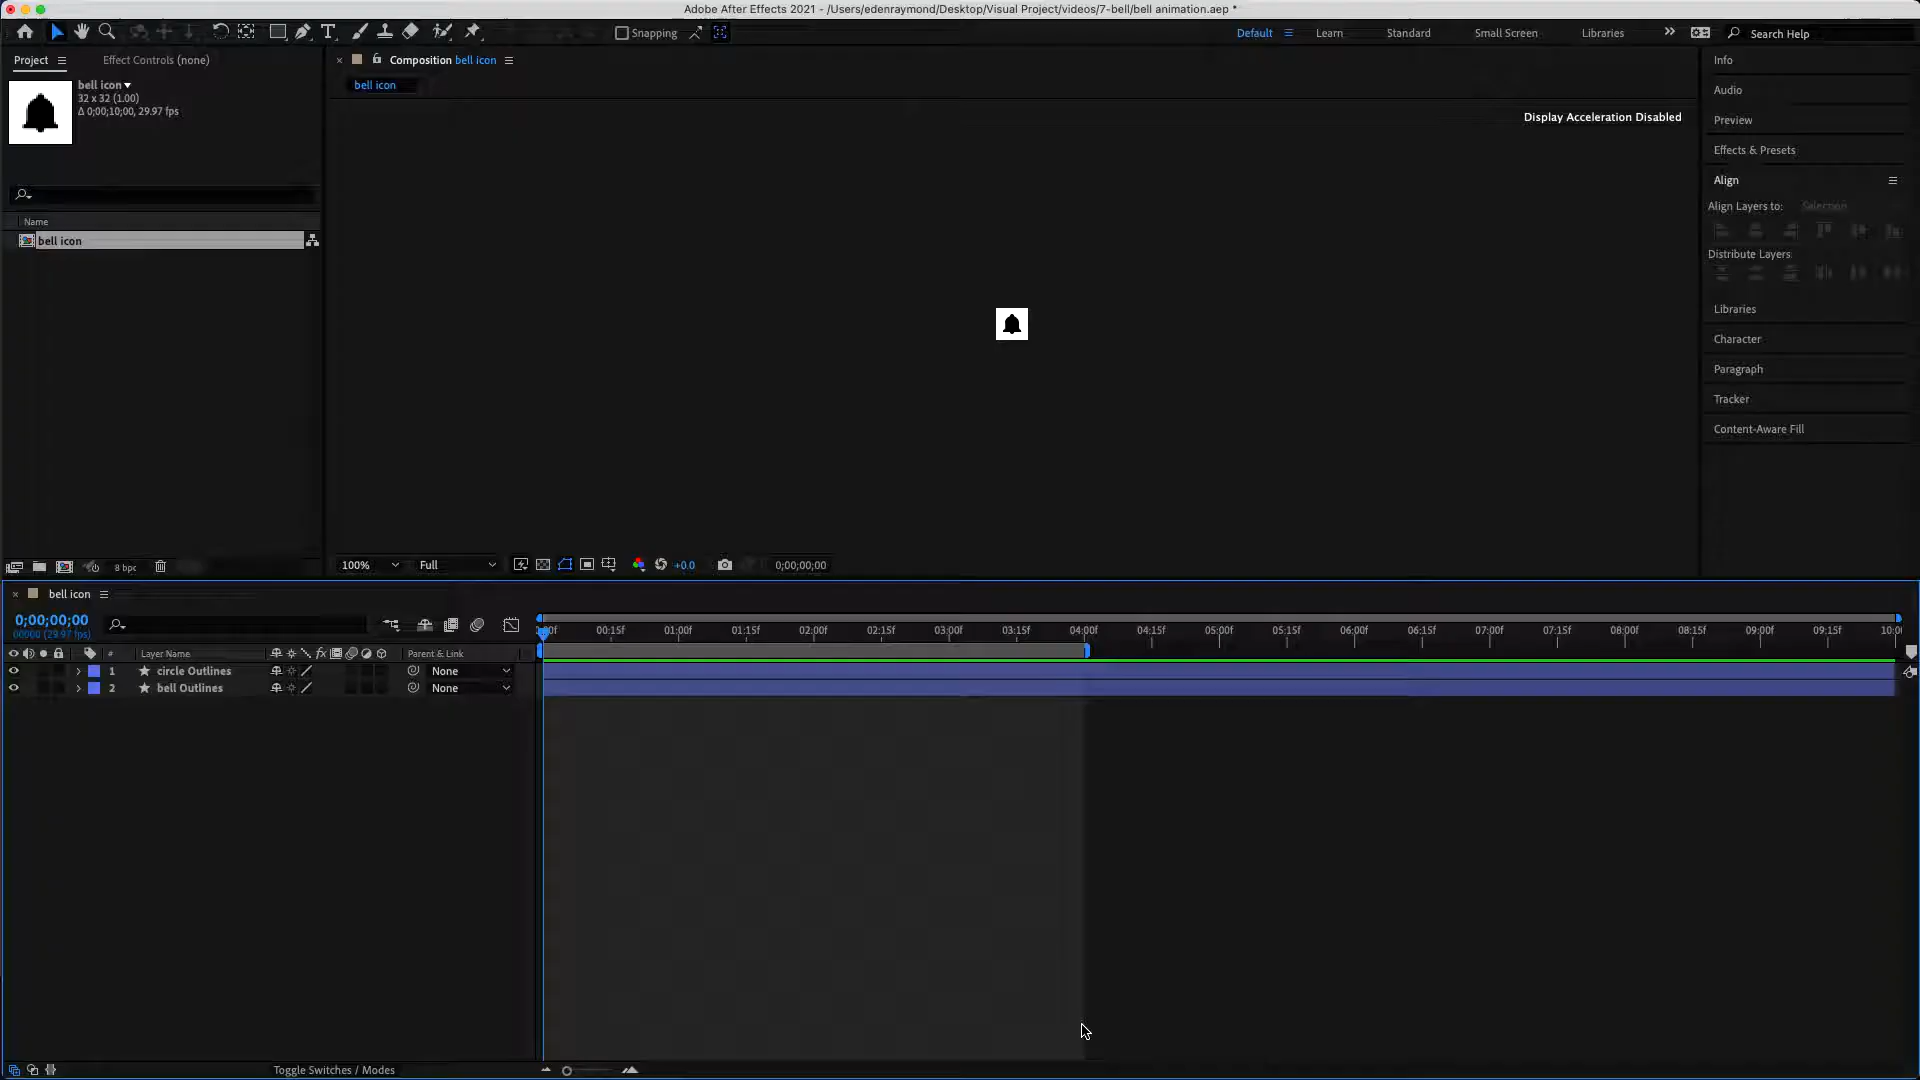 Adobe After Effects 2021 - /Users/edenraymond/Desktop/Visual Project/videos/7-bell/bell animation.aep *
Snapping
Default
Learn
Standard
Small Screen
Libraries
Search Help
Project
Effect Controls (none)
bell icon
32 x 32 (1.00)
Δ 0;00;10;00, 29.97 fps
Name
bell icon
8 bpc
Composition bell icon
bell icon
Display Acceleration Disabled
100%
Full
+0.0
0;00;00;00
Info
Audio
Preview
Effects & Presets
Align
Align Layers to:
Selection
Distribute Layers
Libraries
Character
Paragraph
Tracker
Content-Aware Fill
bell icon
0;00;00;00
00000 (29.97 fps)
00:15f 01:00f 01:15f 02:00f 02:15f 03:00f 03:15f 04:00f 04:15f 05:00f 05:15f 06:00f 06:15f 07:00f 07:15f 08:00f 08:15f 09:00f 09:15f
# Layer Name Parent & Link
1 circle Outlines None
2 bell Outlines None
Toggle Switches / Modes